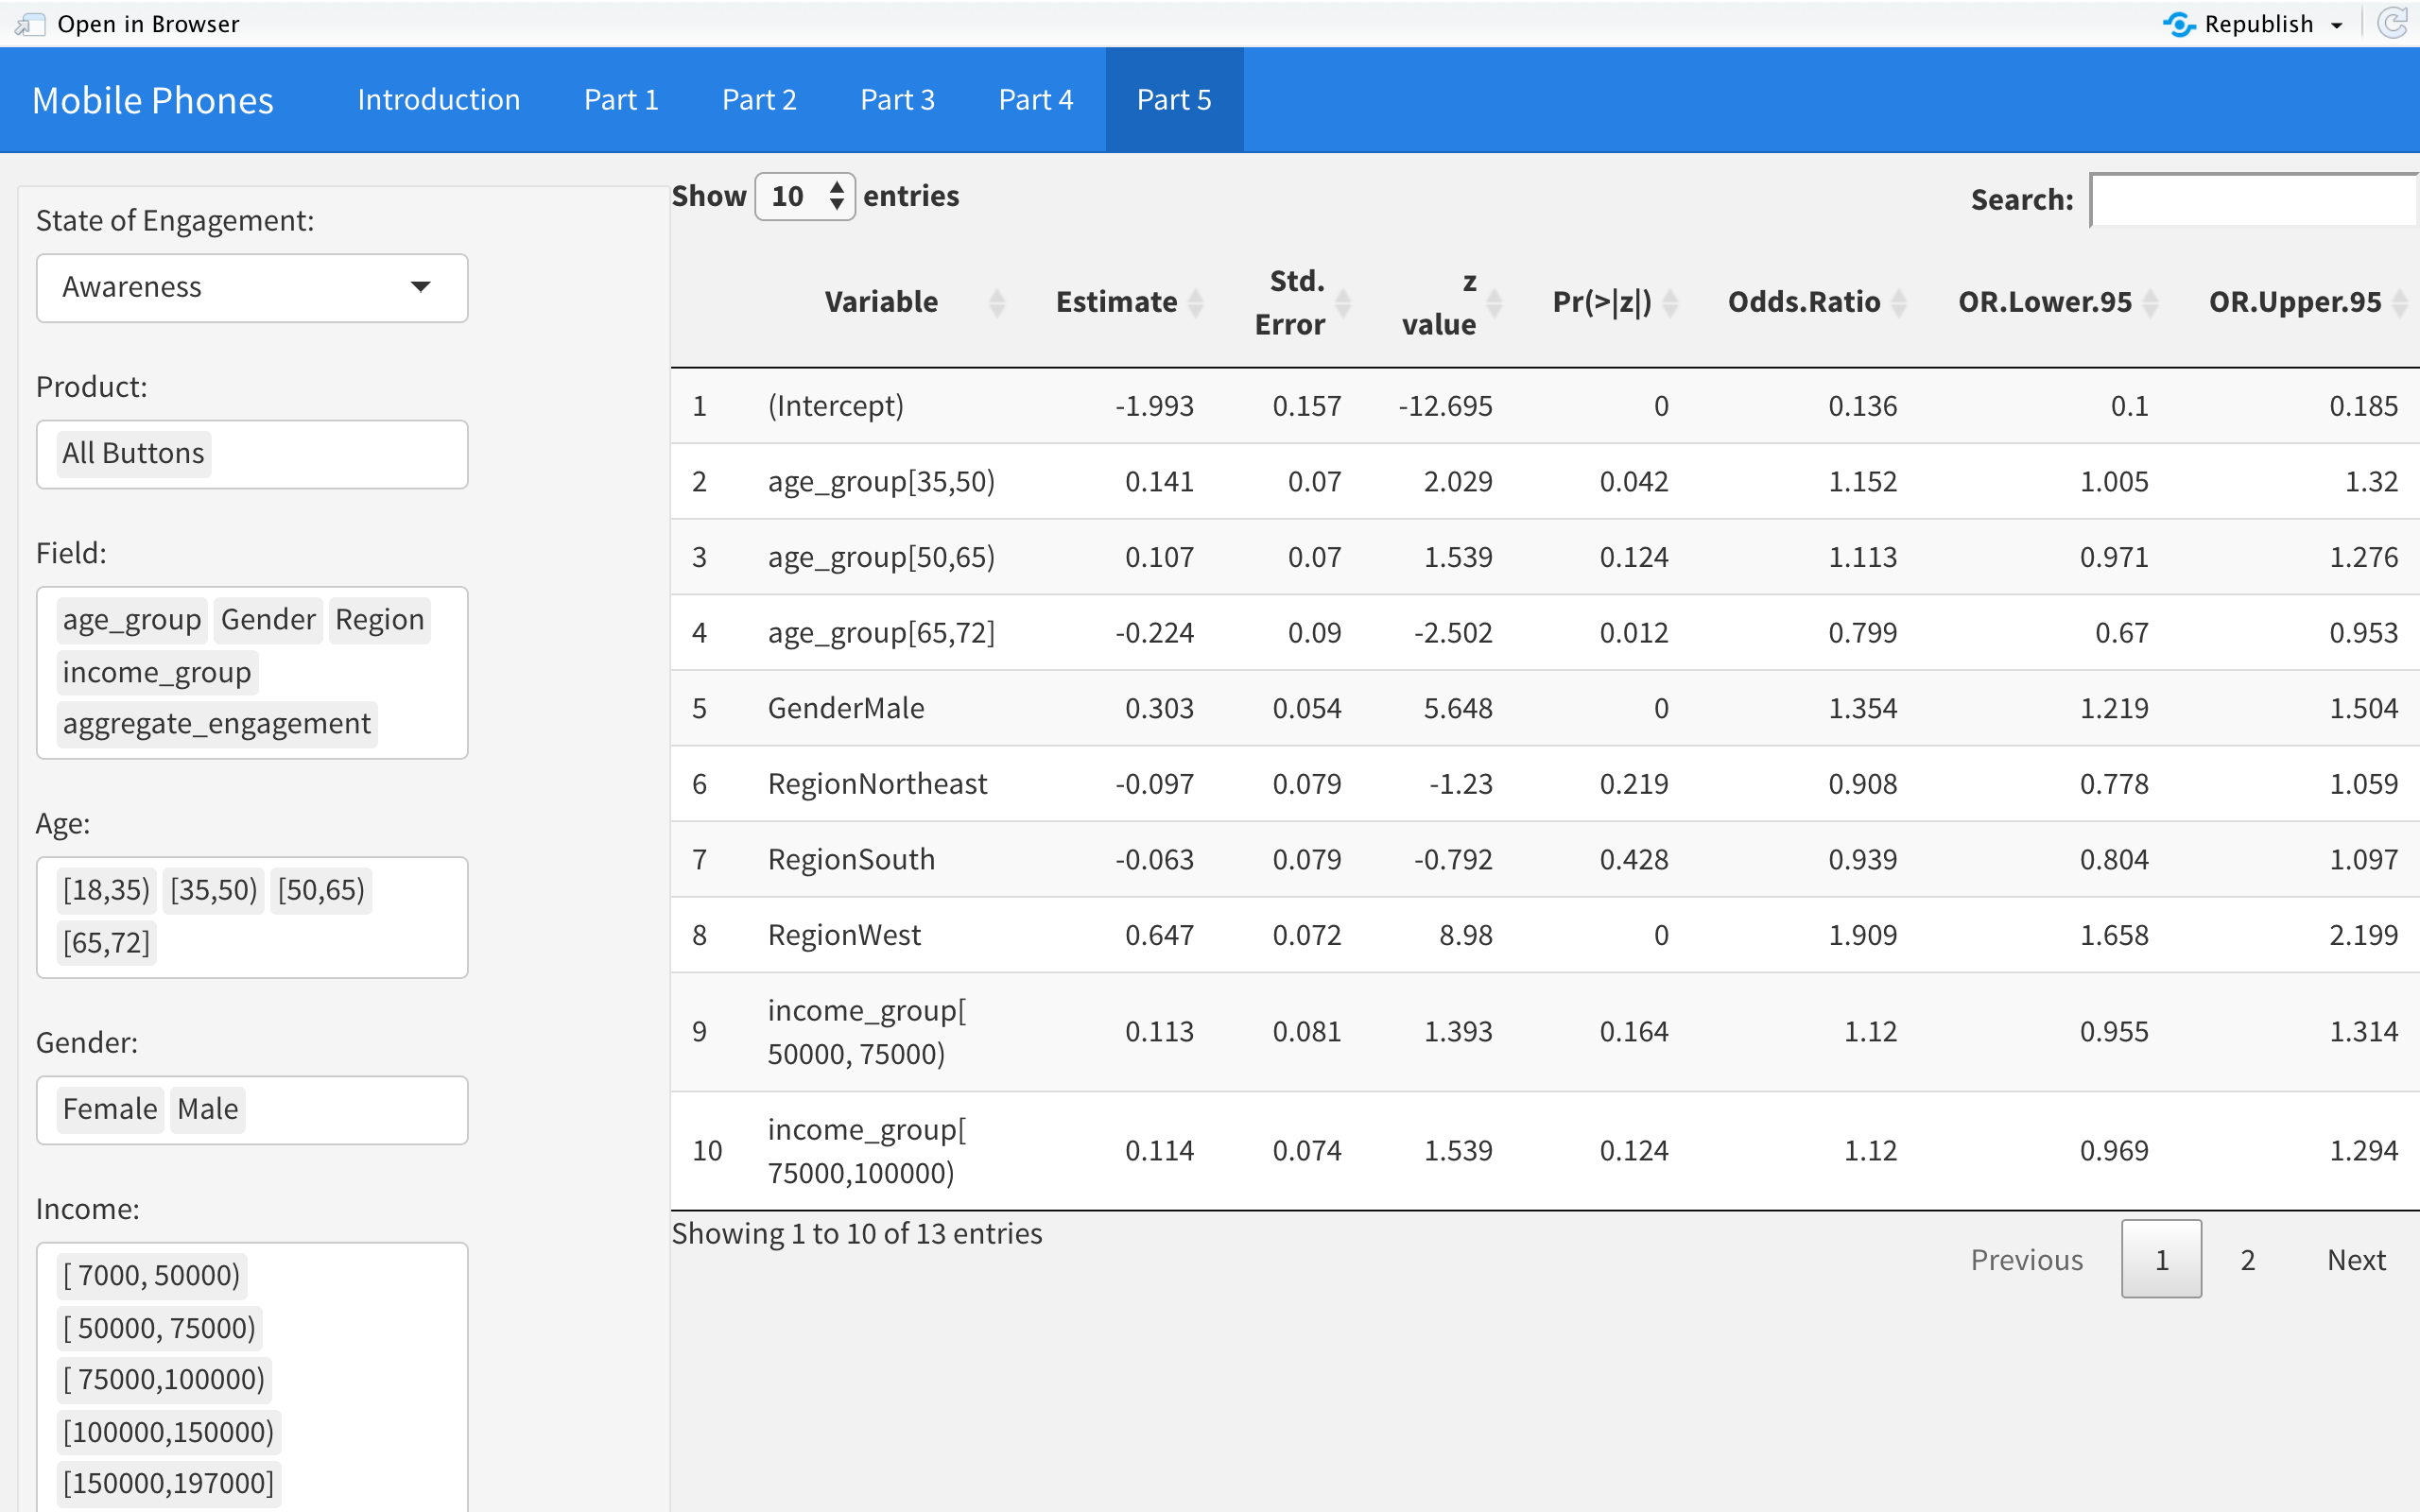 Open in Browser
Republish
Mobile Phones Introduction Part 1 Part 2 Part 3 Part 4 Part 5
State of Engagement:
Awareness
Product:
All Buttons
Field:
age_group Gender Region
income_group
aggregate_engagement
Age:
[18,35) [35,50) [50,65)
[65,72]
Gender:
Female Male
Income:
[ 7000, 50000)
[ 50000, 75000)
[ 75000,100000)
[100000,150000)
[150000,197000]
Show 10 entries
Search:
Variable Estimate Std. Error z value Pr(>|z|) Odds.Ratio OR.Lower.95 OR.Upper.95
1 (Intercept) -1.993 0.157 -12.695 0 0.136 0.1 0.185
2 age_group[35,50) 0.141 0.07 2.029 0.042 1.152 1.005 1.32
3 age_group[50,65) 0.107 0.07 1.539 0.124 1.113 0.971 1.276
4 age_group[65,72] -0.224 0.09 -2.502 0.012 0.799 0.67 0.953
5 GenderMale 0.303 0.054 5.648 0 1.354 1.219 1.504
6 RegionNortheast -0.097 0.079 -1.23 0.219 0.908 0.778 1.059
7 RegionSouth -0.063 0.079 -0.792 0.428 0.939 0.804 1.097
8 RegionWest 0.647 0.072 8.98 0 1.909 1.658 2.199
9 income_group[ 50000, 75000) 0.113 0.081 1.393 0.164 1.12 0.955 1.314
10 income_group[ 75000,100000) 0.114 0.074 1.539 0.124 1.12 0.969 1.294
Showing 1 to 10 of 13 entries
Previous 1 2 Next